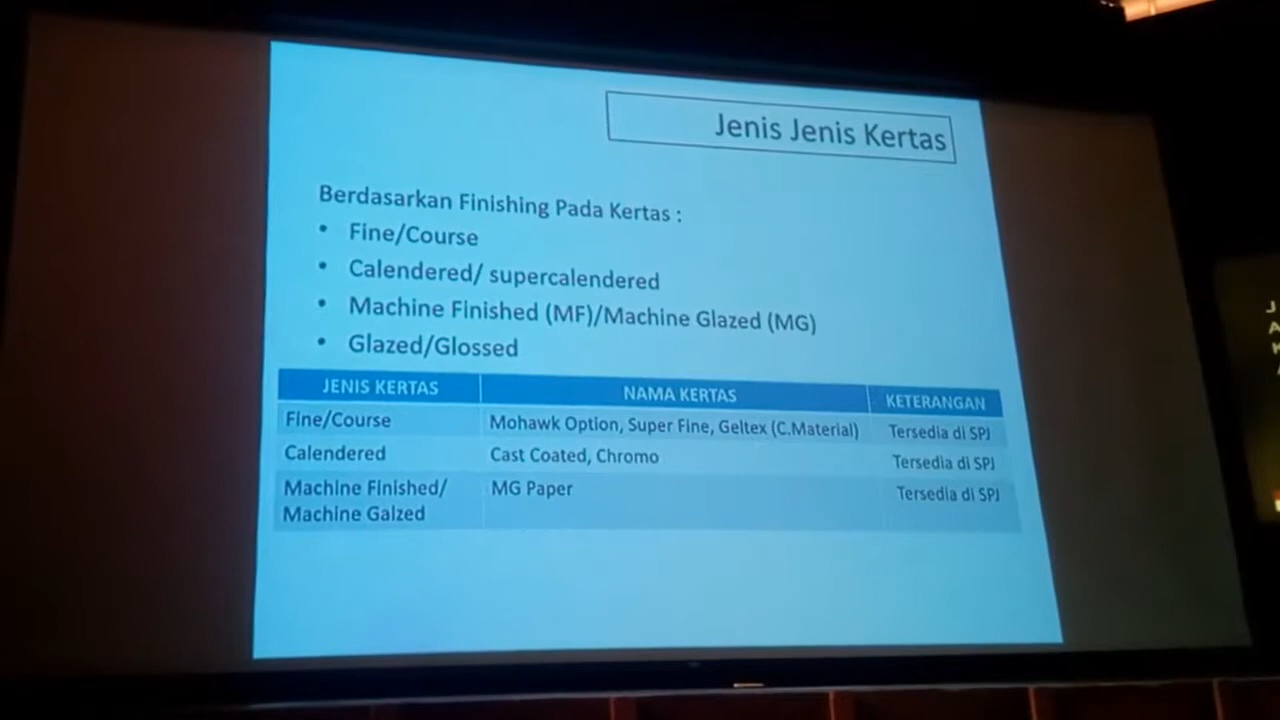 Jenis Jenis Kertas
Berdasarkan Finishing Pada Kertas :
• Fine/Course
• Calendered/ supercalendered
• Machine Finished (MF)/Machine Glazed (MG)
• Glazed/Glossed
JENIS KERTAS NAMA KERTAS KETERANGAN
Fine/Course Mohawk Option, Super Fine, Geltex (C.Material) Tersedia di SPJ
Calendered Cast Coated, Chromo Tersedia di SPJ
Machine Finished/ MG Paper Tersedia di SPJ
Machine Galzed